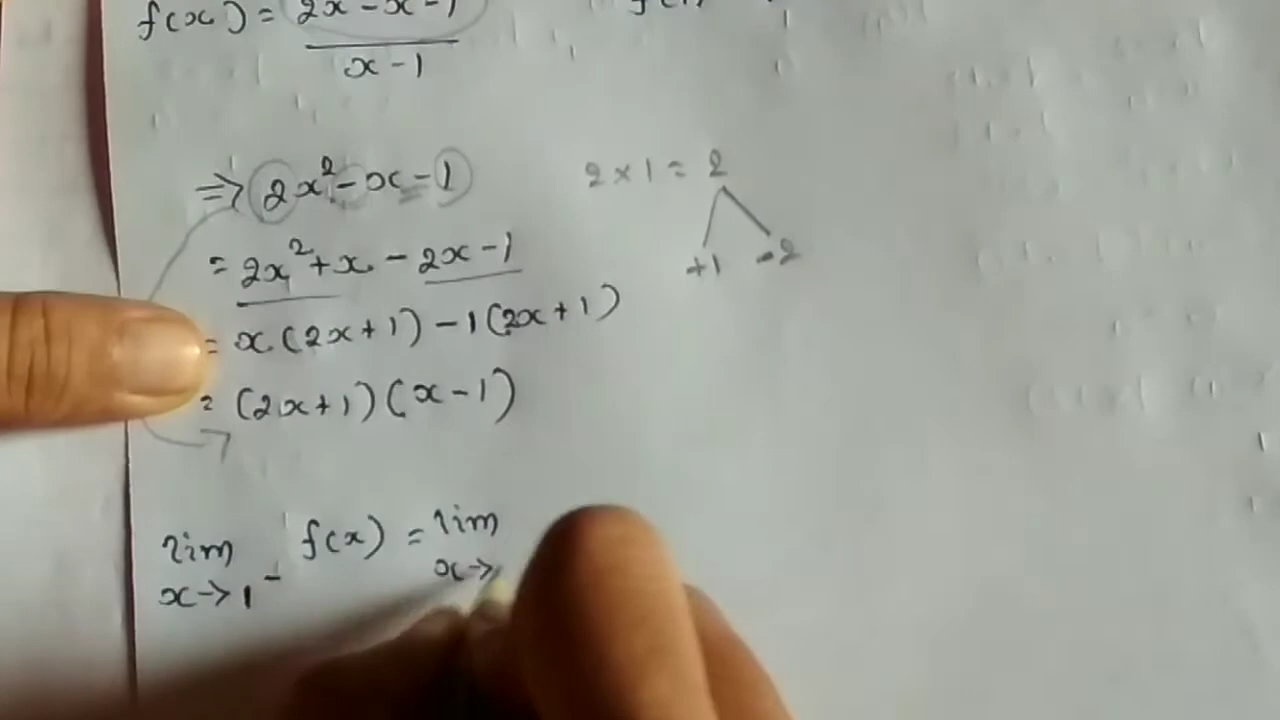 f(x) = 2x - x - 1
x - 1
⇒ 2x² - x - 1
2 × 1 = 2
+1 -2
= 2x² + x - 2x - 1
= x(2x+1) - 1(2x+1)
= (2x+1)(x-1)
lim f(x) = lim
x→1⁻ x→